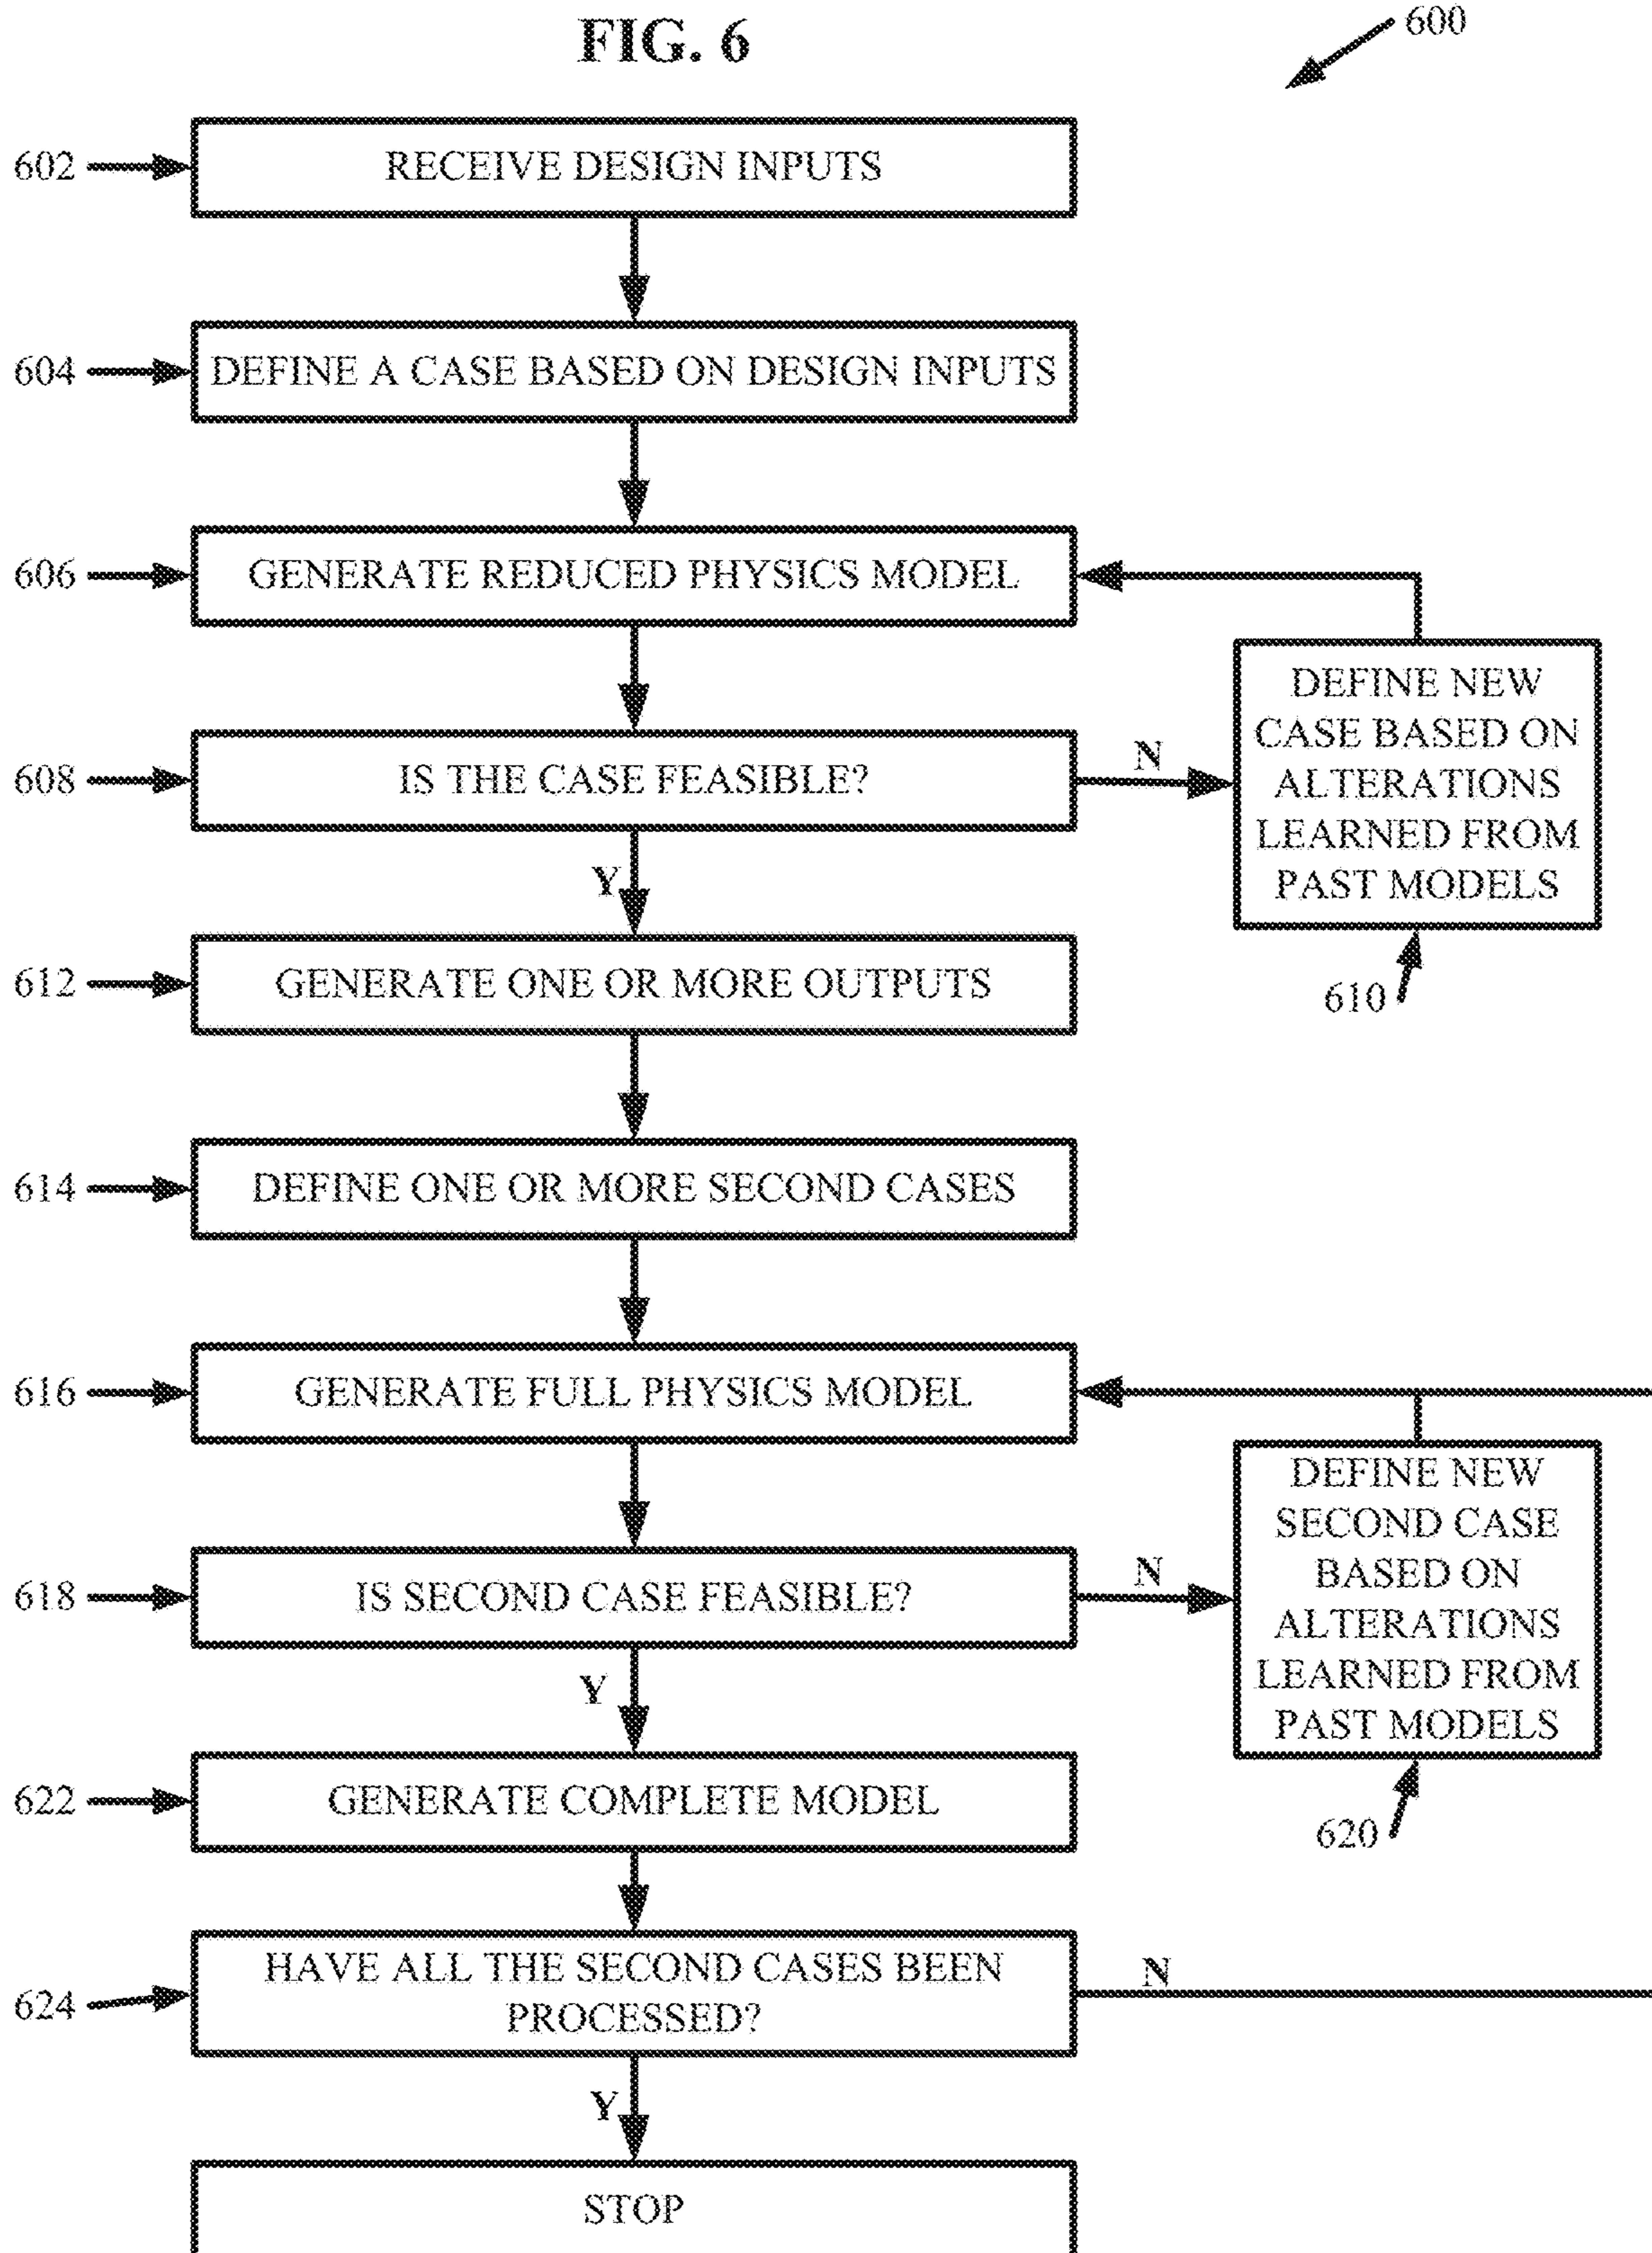 FIG. 6
600
602
RECEIVE DESIGN INPUTS
604
DEFINE A CASE BASED ON DESIGN INPUTS
606
GENERATE REDUCED PHYSICS MODEL
608
IS THE CASE FEASIBLE?
N
DEFINE NEW
CASE BASED ON
ALTERATIONS
LEARNED FROM
PAST MODELS
610
Y
612
GENERATE ONE OR MORE OUTPUTS
614
DEFINE ONE OR MORE SECOND CASES
616
GENERATE FULL PHYSICS MODEL
618
IS SECOND CASE FEASIBLE?
N
DEFINE NEW
SECOND CASE
BASED ON
ALTERATIONS
LEARNED FROM
PAST MODELS
620
Y
622
GENERATE COMPLETE MODEL
624
HAVE ALL THE SECOND CASES BEEN
PROCESSED?
N
Y
STOP